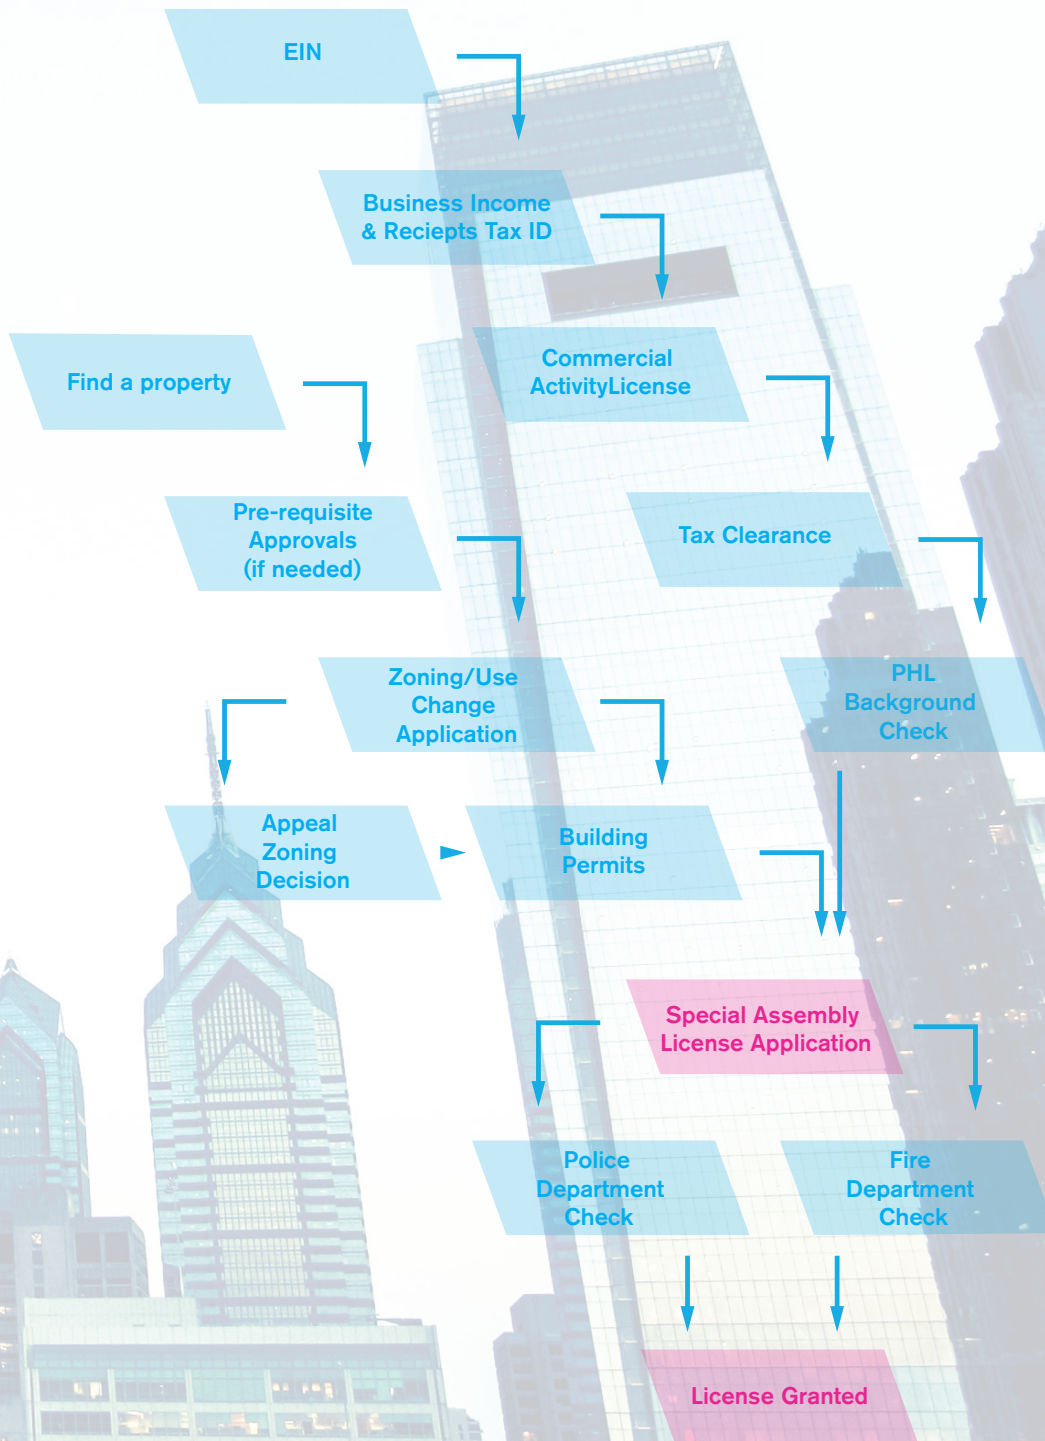 EIN
Business Income
& Reciepts Tax ID
Find a property
Commercial
ActivityLicense
Pre-requisite
Approvals
(if needed)
Tax Clearance
Zoning/Use
Change
Application
PHL
Background
Check
Appeal
Zoning
Decision
Building
Permits
Special Assembly
License Application
Police
Department
Check
Fire
Department
Check
License Granted